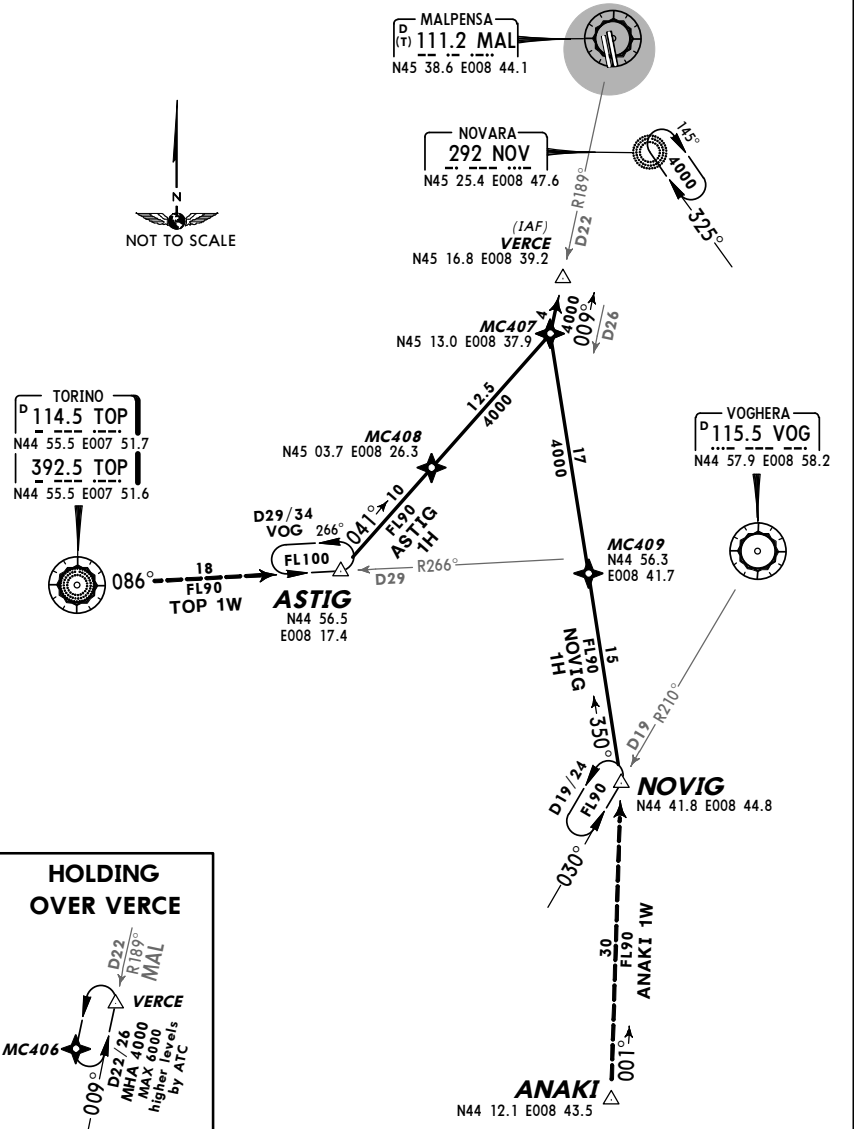 MALPENSA
D
(T) 111.2 MAL
N45 38.6 E008 44.1
NOVARA
292 NOV
N45 25.4 E008 47.6
145°
4000
325°
N
NOT TO SCALE
D22 R189°
(IAF)
VERCE
N45 16.8 E008 39.2
4
4000
009°
D26
MC407
N45 13.0 E008 37.9
12.5
4000
17
4000
TORINO
D 114.5 TOP
N44 55.5 E007 51.7
392.5 TOP
N44 55.5 E007 51.6
MC408
N45 03.7 E008 26.3
VOGHERA
D 115.5 VOG
N44 57.9 E008 58.2
D29/34
VOG
266°
FL100
041°
10
FL90
ASTIG
1H
086°
18
FL90
TOP 1W
ASTIG
N44 56.5
E008 17.4
D29
R266°
MC409
N44 56.3
E008 41.7
15
FL90
NOVIG
1H
350°
D19 R210°
D19/24
FL90
030°
NOVIG
N44 41.8 E008 44.8
30
FL90
ANAKI 1W
001°
ANAKI
N44 12.1 E008 43.5
HOLDING
OVER VERCE
D22
R189°
MAL
VERCE
MC406
009°
D22/26
MHA 4000
MAX 6000
higher levels
by ATC